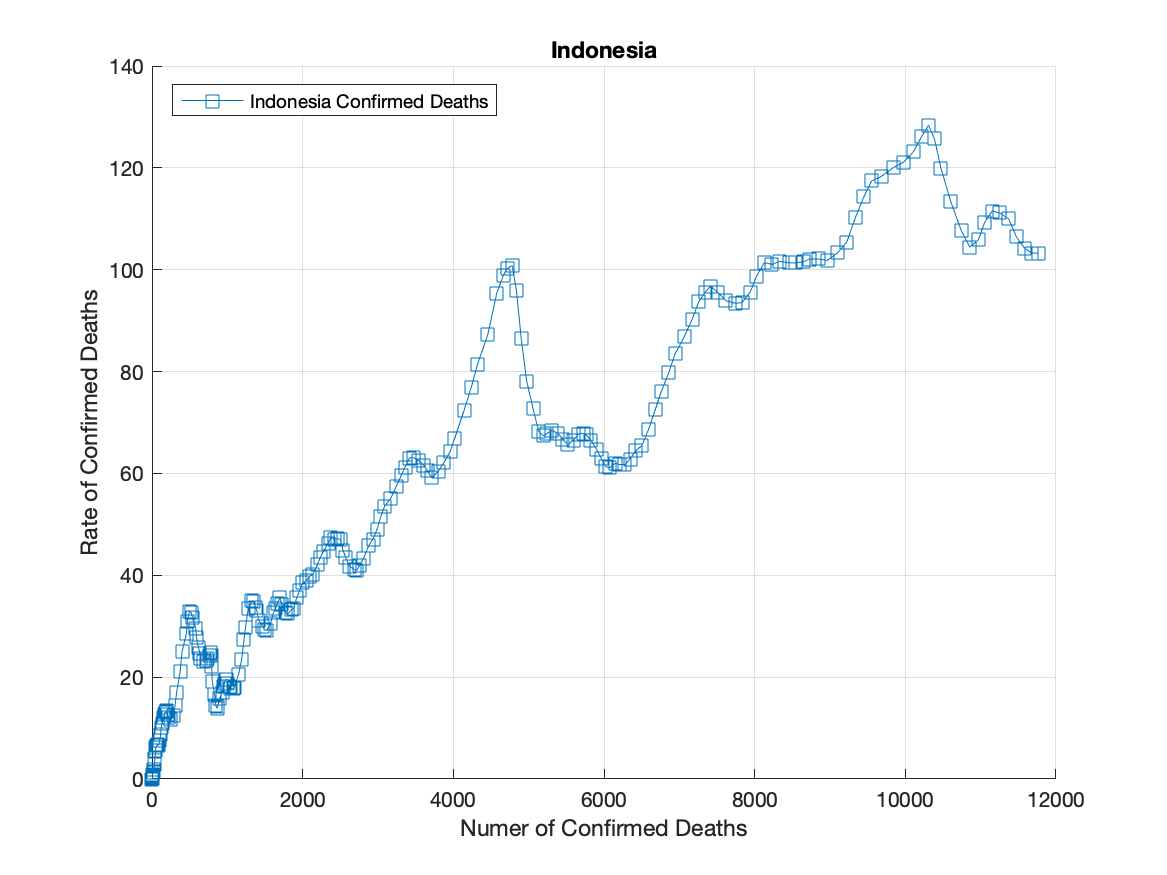 Indonesia
140
Indonesia Confirmed Deaths
120
100
80
60
40
20
0
Rate of Confirmed Deaths
0 2000 4000 6000 8000 10000 12000
Numer of Confirmed Deaths